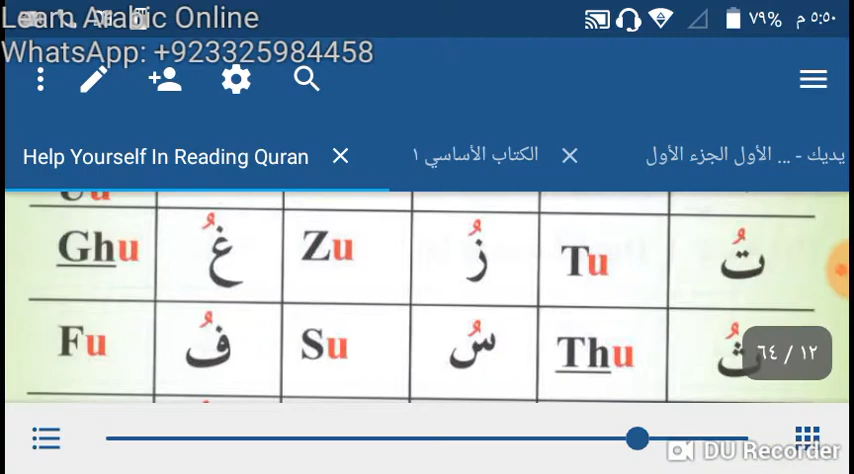 Learn Arabic Online
٧٩% ٥:٥٠ م
WhatsApp: +923325984458
Help Yourself In Reading Quran
الكتاب الأساسي ١
يديك - ... الأول الجزء الأول
Ghu غُ Zu زُ Tu تُ
Fu فُ Su سُ Thu ثُ
٦٤ / ١٢
DU Recorder